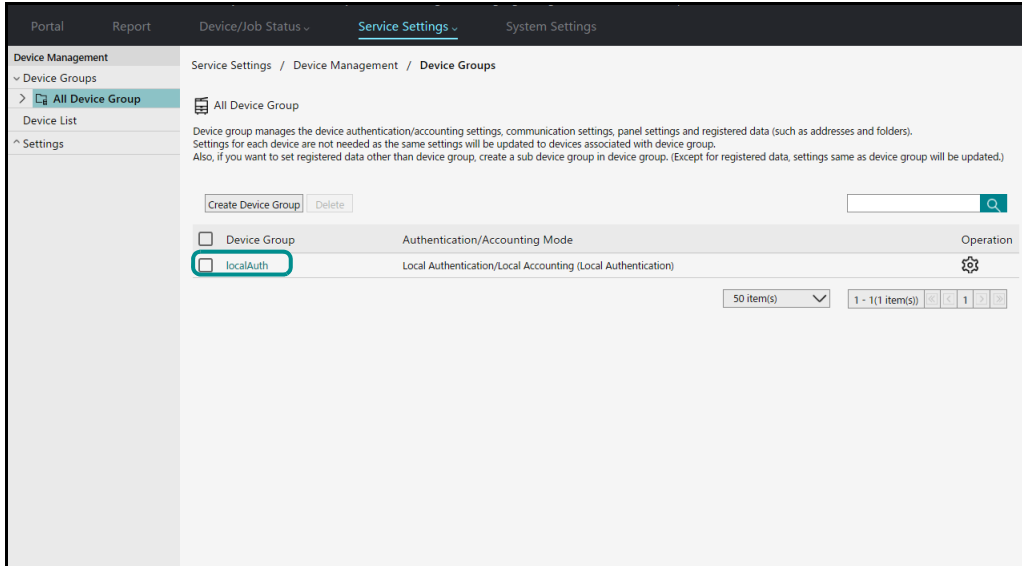 Portal Report Device/Job Status Service Settings System Settings
Device Management
Device Groups
All Device Group
Device List
Settings
Service Settings / Device Management / Device Groups
All Device Group
Device group manages the device authentication/accounting settings, communication settings, panel settings and registered data (such as addresses and folders).
Settings for each device are not needed as the same settings will be updated to devices associated with device group.
Also, if you want to set registered data other than device group, create a sub device group in device group. (Except for registered data, settings same as device group will be updated.)
Create Device Group Delete
Device Group Authentication/Accounting Mode Operation
localAuth Local Authentication/Local Accounting (Local Authentication)
50 item(s) 1 - 1(1 item(s)) 1